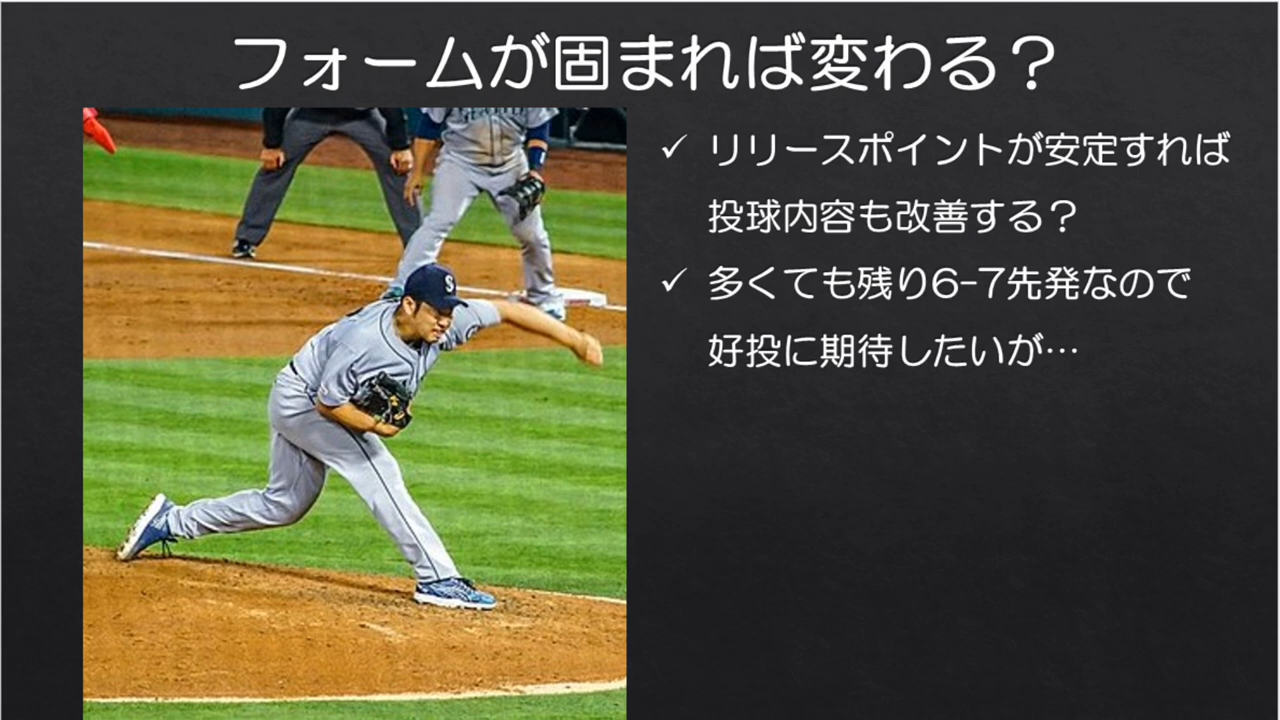 フォームが固まれば変わる？
✓ リリースポイントが安定すれば
投球内容も改善する？
✓ 多くても残り6-7先発なので
好投に期待したいが…
S